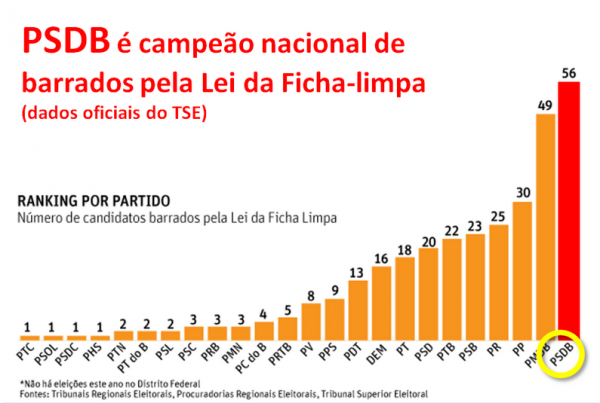 PSDB é campeão nacional de
barrados pela Lei da Ficha-limpa
(dados oficiais do TSE)
RANKING POR PARTIDO
Número de candidatos barrados pela Lei da Ficha Limpa
1 1 1 1 2 2 2 3 3 3 4 5 8 9 13 16 18 20 22 23 25 30 49 56
PTC PSOL PSDC PHS PTN PT do B PSL PSC PRB PMN PC do B PRTB PV PPS PDT DEM PT PSD PTB PSB PR PP PMDB PSDB
*Não há eleições este ano no Distrito Federal
Fontes: Tribunais Regionais Eleitorais, Procuradorias Regionais Eleitorais, Tribunal Superior Eleitoral